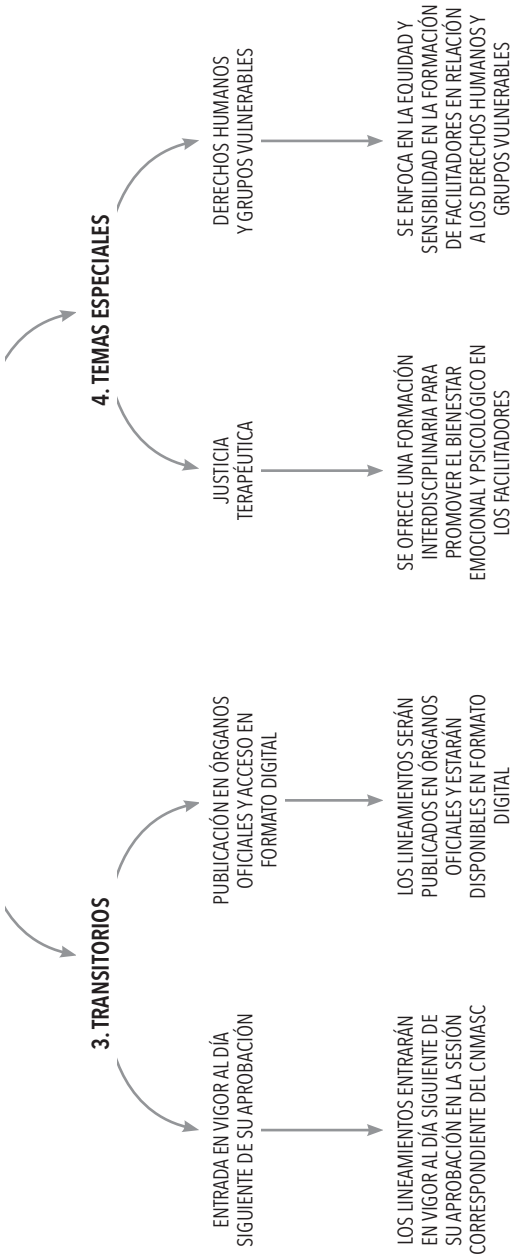 3. TRANSITORIOS
ENTRADA EN VIGOR AL DÍA
SIGUIENTE DE SU APROBACIÓN
LOS LINEAMIENTOS ENTRARÁN
EN VIGOR AL DÍA SIGUIENTE DE
SU APROBACIÓN EN LA SESIÓN
CORRESPONDIENTE DEL CNMASC
PUBLICACIÓN EN ÓRGANOS
OFICIALES Y ACCESO EN
FORMATO DIGITAL
LOS LINEAMIENTOS SERÁN
PUBLICADOS EN ÓRGANOS
OFICIALES Y ESTARÁN
DISPONIBLES EN FORMATO
DIGITAL
4. TEMAS ESPECIALES
JUSTICIA
TERAPÉUTICA
SE OFRECE UNA FORMACIÓN
INTERDISCIPLINARIA PARA
PROMOVER EL BIENESTAR
EMOCIONAL Y PSICOLÓGICO EN
LOS FACILITADORES
DERECHOS HUMANOS
Y GRUPOS VULNERABLES
SE ENFOCA EN LA EQUIDAD Y
SENSIBILIDAD EN LA FORMACIÓN
DE FACILITADORES EN RELACIÓN
A LOS DERECHOS HUMANOS Y
GRUPOS VULNERABLES